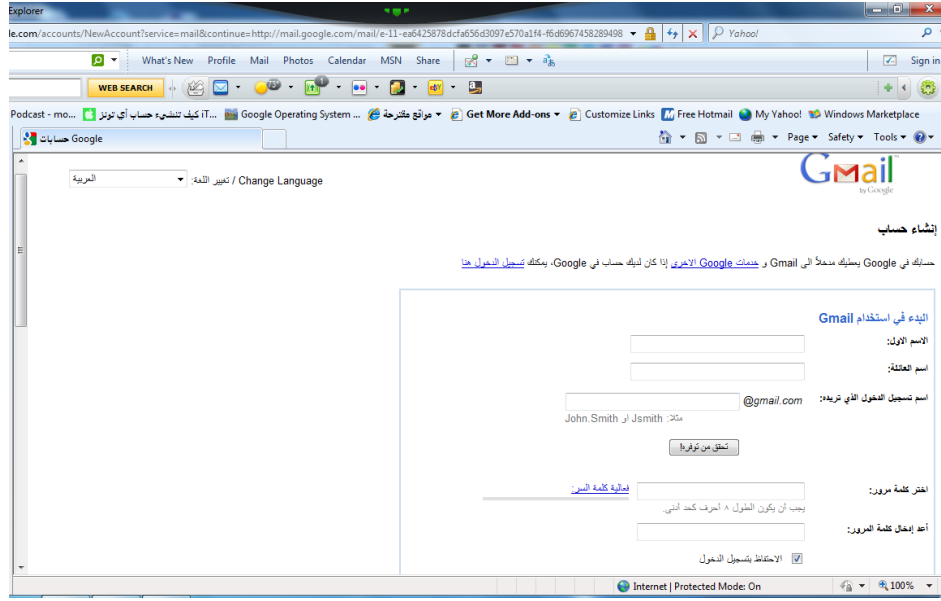 Explorer
le.com/accounts/NewAccount?service=mail&continue=http://mail.google.com/mail/e-11-ea6425878dcfa656d3097e570a1f4-f6d6967458289498
Yahoo!
What's New Profile Mail Photos Calendar MSN Share Sign in
WEB SEARCH
Podcast - mo... كيف تنشيء حساب أي تونز iT... Google Operating System ... مواقع مقترحة Get More Add-ons Customize Links Free Hotmail My Yahoo! Windows Marketplace
حسابات Google
Page Safety Tools
Gmail
by Google
Change Language / تغيير اللغة: العربية
إنشاء حساب
حسابك في Google يعطيك مدخلاً الى Gmail و خدمات Google الاخرى إذا كان لديك حساب في Google، يمكنك تسجيل الدخول هنا
البدء في استخدام Gmail
الاسم الاول:
اسم العائلة:
اسم تسجيل الدخول الذي تريده: @gmail.com
مثلا: Jsmith او John.Smith
تحقق من توفره!
اختر كلمة مرور: فعالية كلمة السر:
يجب أن يكون الطول ٨ أحرف كحد أدنى.
أعد إدخال كلمة المرور:
الاحتفاظ بتسجيل الدخول
Internet | Protected Mode: On 100%